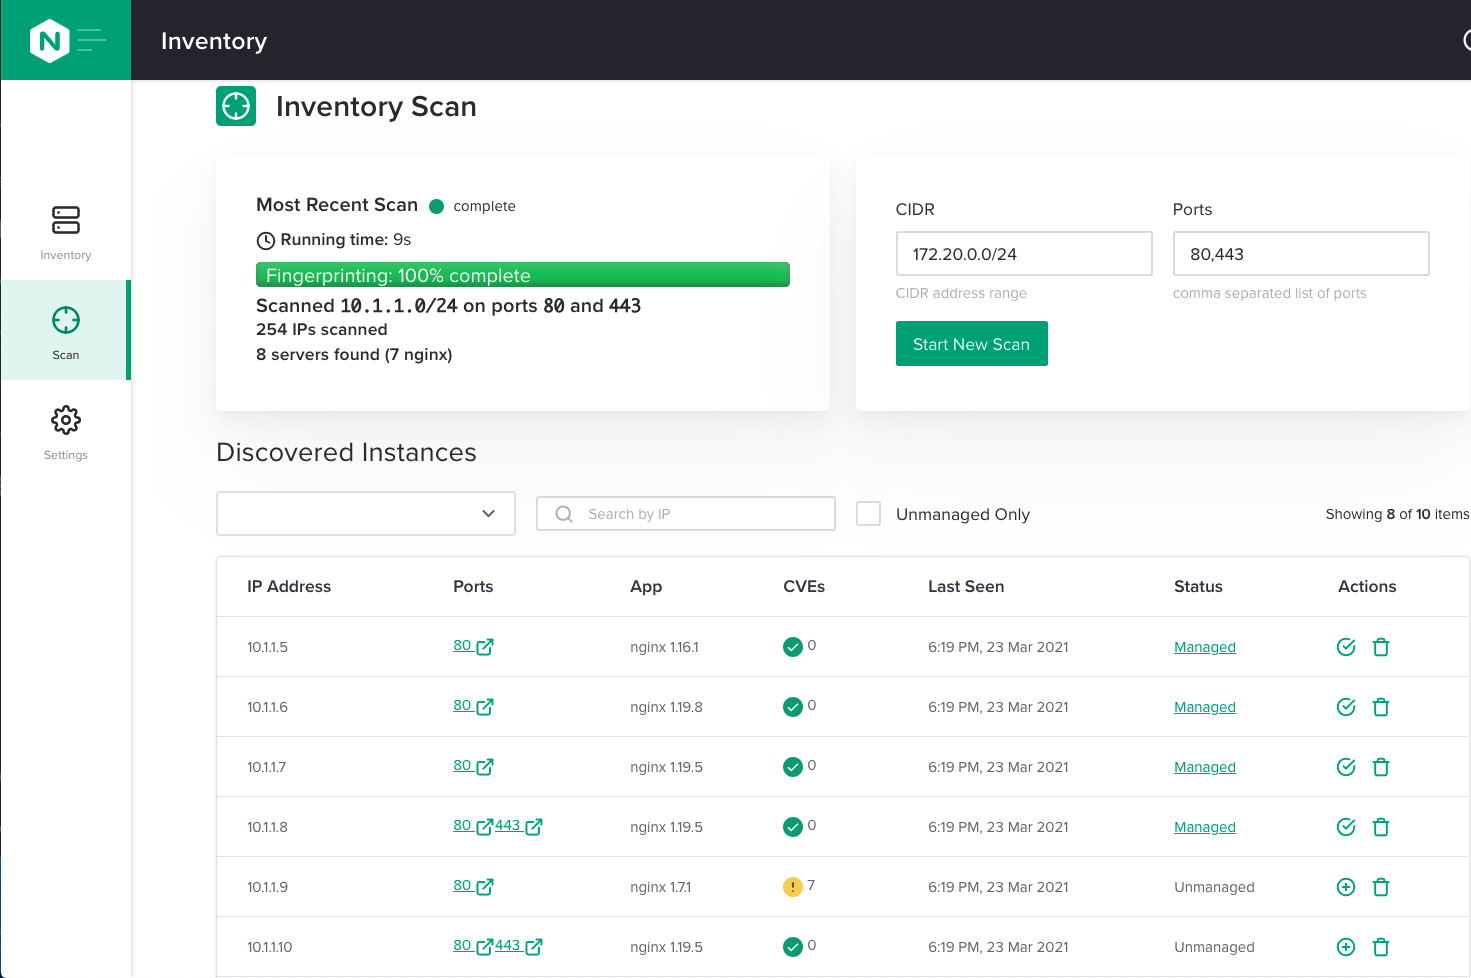 N
Inventory
Inventory Scan
Inventory
Scan
Settings
Most Recent Scan complete
Running time: 9s
Fingerprinting: 100% complete
Scanned 10.1.1.0/24 on ports 80 and 443
254 IPs scanned
8 servers found (7 nginx)
CIDR Ports
172.20.0.0/24 80,443
CIDR address range comma separated list of ports
Start New Scan
Discovered Instances
Search by IP Unmanaged Only Showing 8 of 10 items
IP Address Ports App CVEs Last Seen Status Actions
10.1.1.5 80 nginx 1.16.1 0 6:19 PM, 23 Mar 2021 Managed
10.1.1.6 80 nginx 1.19.8 0 6:19 PM, 23 Mar 2021 Managed
10.1.1.7 80 nginx 1.19.5 0 6:19 PM, 23 Mar 2021 Managed
10.1.1.8 80 443 nginx 1.19.5 0 6:19 PM, 23 Mar 2021 Managed
10.1.1.9 80 nginx 1.7.1 7 6:19 PM, 23 Mar 2021 Unmanaged
10.1.1.10 80 443 nginx 1.19.5 0 6:19 PM, 23 Mar 2021 Unmanaged